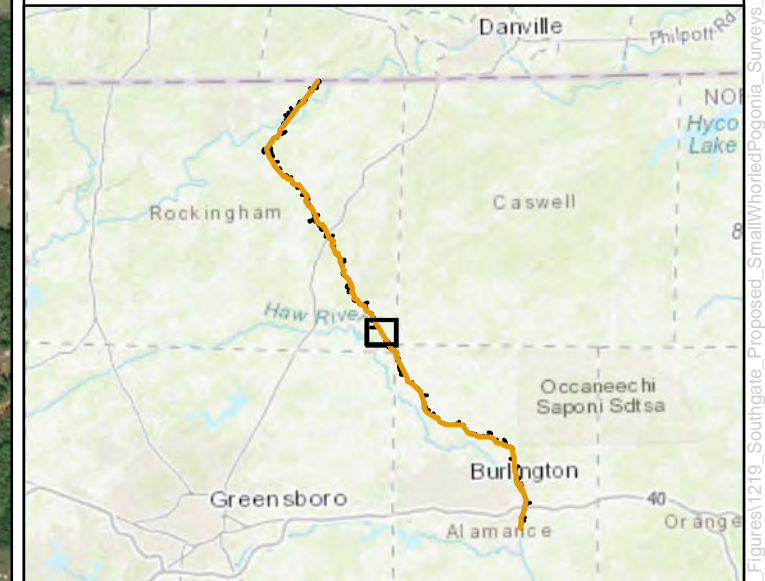 Danville
Philpott Rd
Hyco
Lake
Rockingham
Caswell
8
Haw River
Occaneechi
Saponi Sdtsa
Burlington
Greensboro
40
Alamance
Orange
Figures\1219_Southgate_Proposed_SmallWhorledPogonia_Surveys_